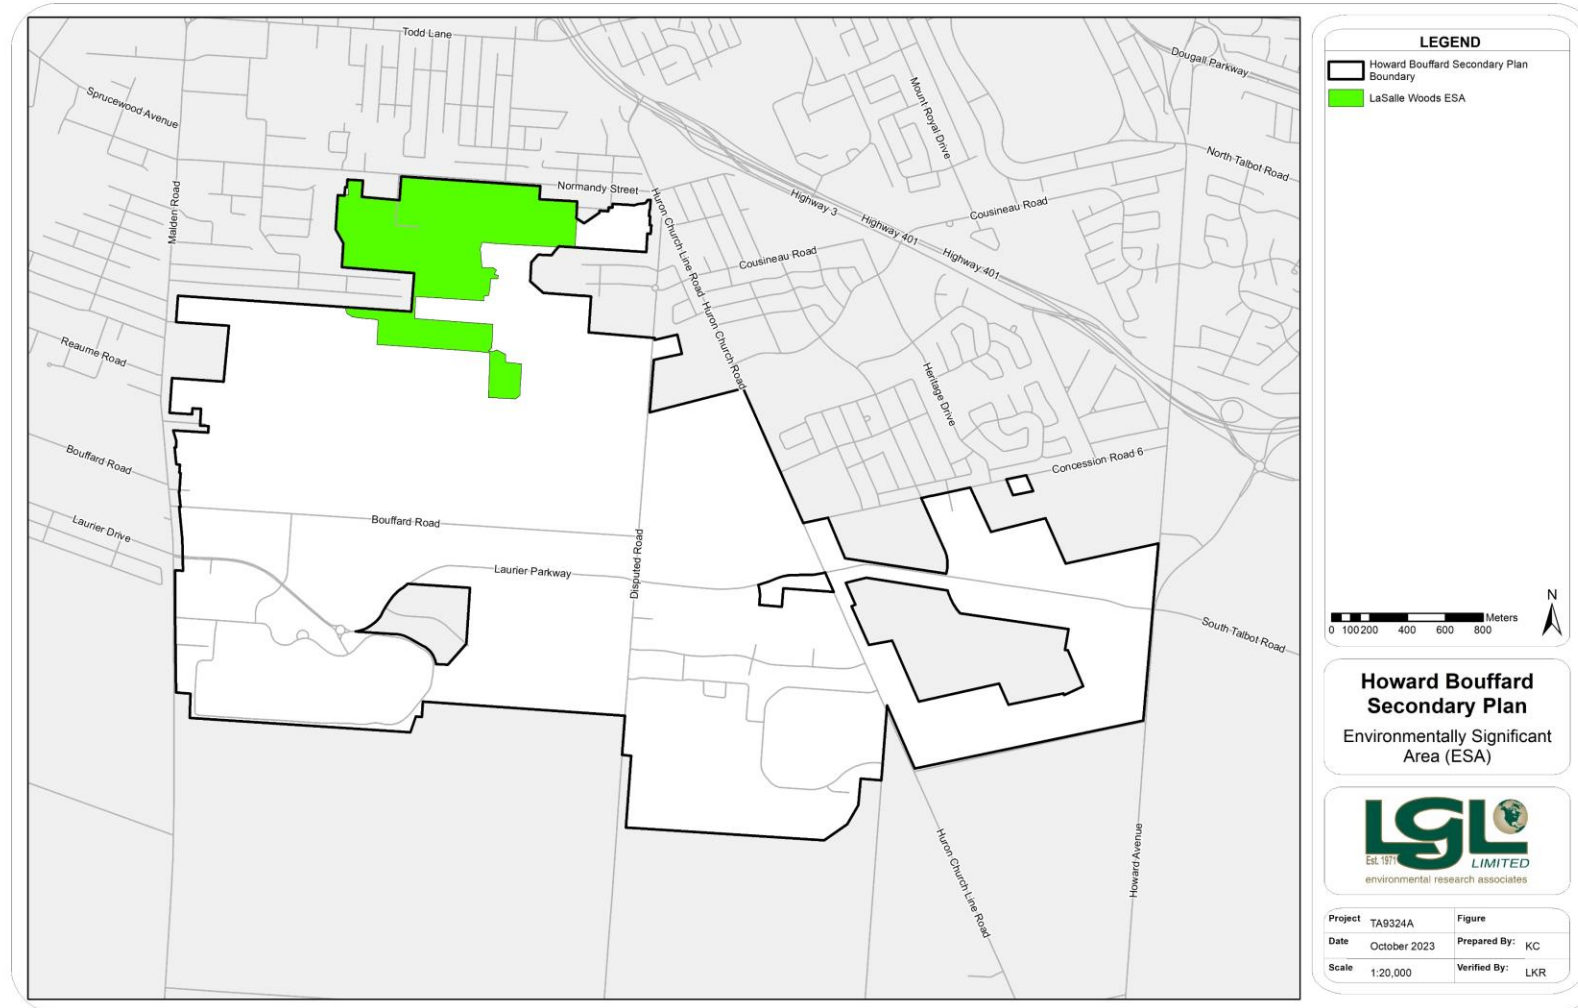 Todd Lane
Dougall Parkway
Sprucewood Avenue
Mount Royal Drive
North Talbot Road
Malden Road
Normandy Street
Huron Church Line Road
Highway 3
Cousineau Road
Highway 401
Highway 401
Cousineau Road
Huron Church Road
Reaume Road
Heritage Drive
Bouffard Road
Concession Road 6
Laurier Drive
Bouffard Road
Disputed Road
Laurier Parkway
South Talbot Road
Huron Church Line Road
Howard Avenue
LEGEND
Howard Bouffard Secondary Plan
Boundary
LaSalle Woods ESA
N
Meters
0 100 200 400 600 800
Howard Bouffard
Secondary Plan
Environmentally Significant
Area (ESA)
LGL
Est. 1971
LIMITED
environmental research associates
Project TA9324A Figure
Date October 2023 Prepared By: KC
Scale 1:20,000 Verified By: LKR